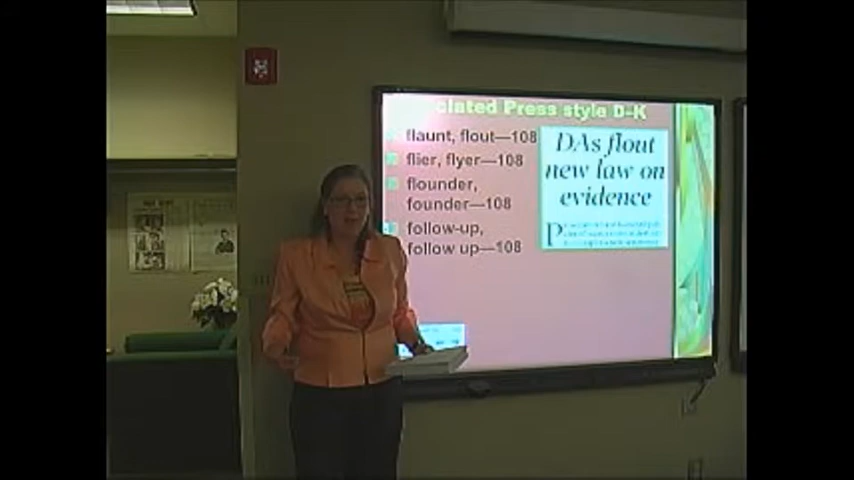 ciated Press style D-K
flaunt, flout—108
flier, flyer—108
flounder,
founder—108
follow-up,
follow up—108
DAs flout
new law on
evidence